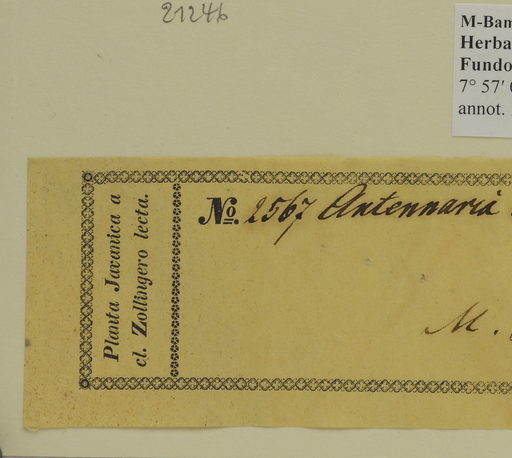 21246
M-Bam
Herba
Fundo
7° 57′
annot.
Planta Javanica a
cl. Zollingero lecta.
No. 2567 Antennaria
M.